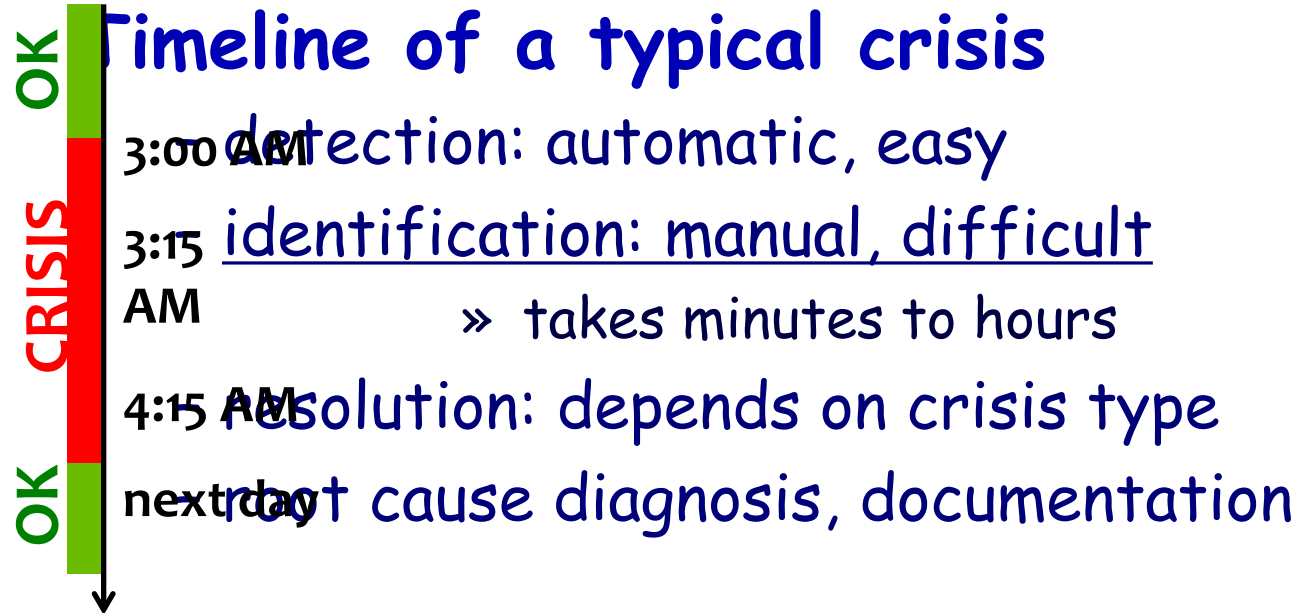 Timeline of a typical crisis
OK
3:00 AM
– detection: automatic, easy
CRISIS
3:15 AM
– identification: manual, difficult
» takes minutes to hours
4:15 AM
– resolution: depends on crisis type
OK
next day
– root cause diagnosis, documentation